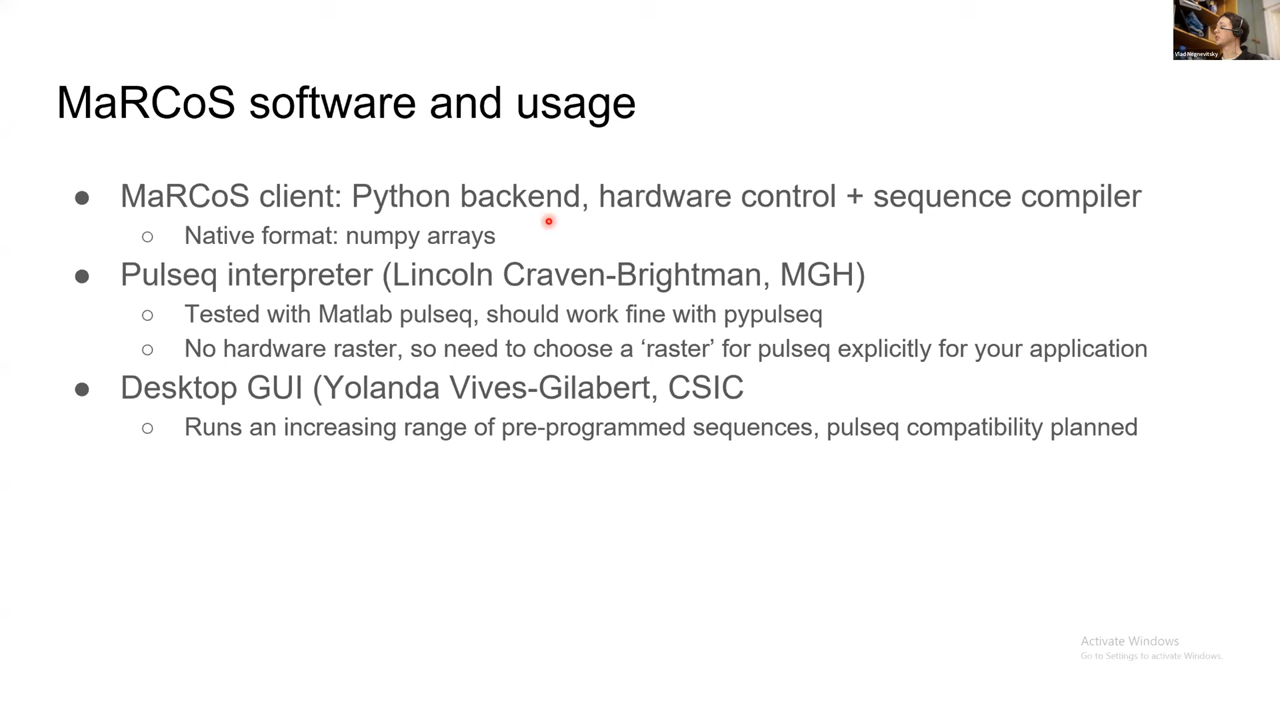 Vlad Negnevitsky
MaRCoS software and usage
● MaRCoS client: Python backend, hardware control + sequence compiler
○ Native format: numpy arrays
● Pulseq interpreter (Lincoln Craven-Brightman, MGH)
○ Tested with Matlab pulseq, should work fine with pypulseq
○ No hardware raster, so need to choose a ‘raster’ for pulseq explicitly for your application
● Desktop GUI (Yolanda Vives-Gilabert, CSIC
○ Runs an increasing range of pre-programmed sequences, pulseq compatibility planned
Activate Windows
Go to Settings to activate Windows.